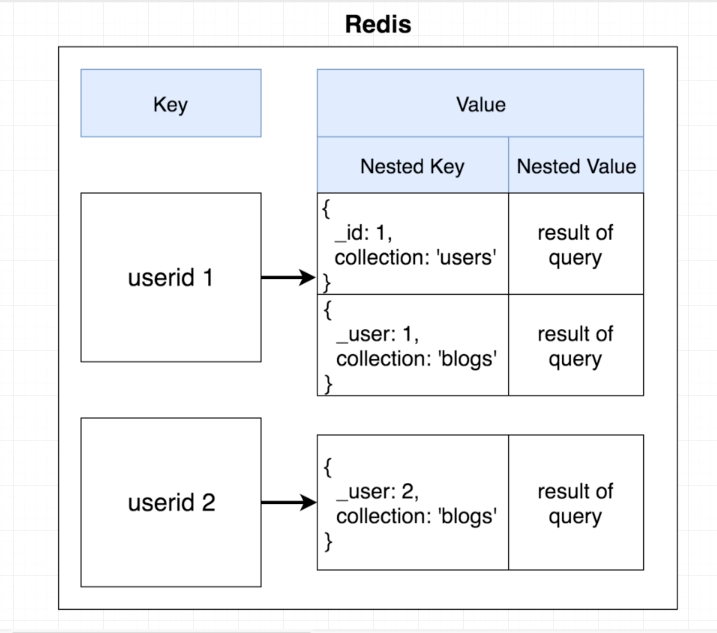 Redis
Key
Value
Nested Key
Nested Value
userid 1
{
_id: 1,
collection: 'users'
}
result of
query
{
_user: 1,
collection: 'blogs'
}
result of
query
userid 2
{
_user: 2,
collection: 'blogs'
}
result of
query